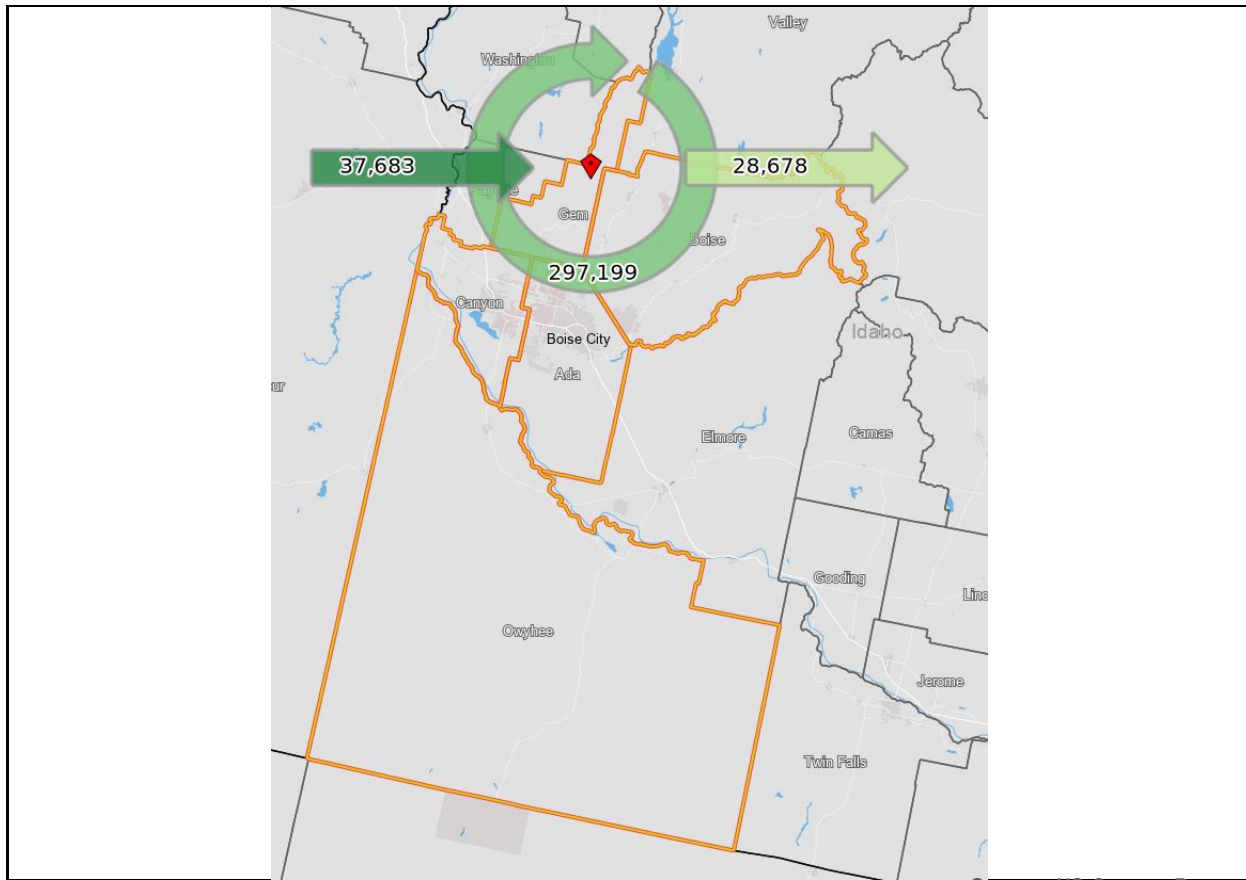 Valley
Washington
37,683
28,678
Gem
Boise
297,199
Canyon
Idaho
Boise City
Ada
Elmore
Camas
Gooding
Owyhee
Jerome
Twin Falls